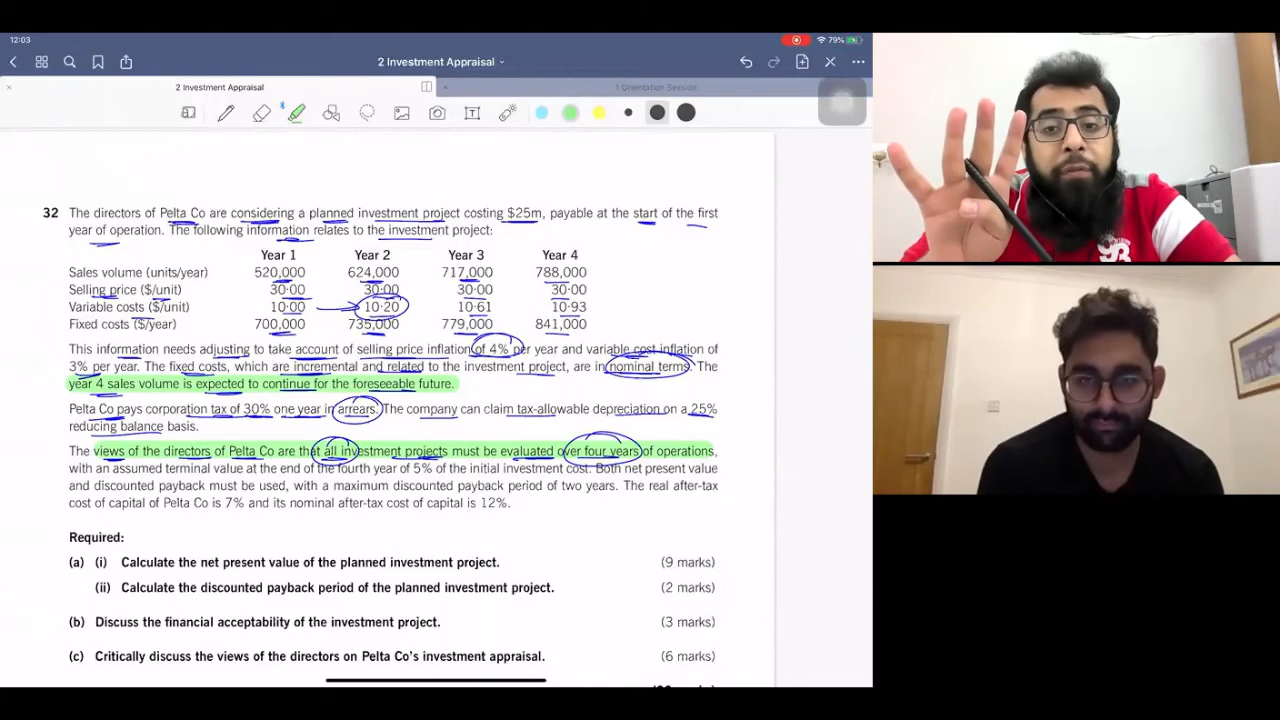 12:03
79%
2 Investment Appraisal
2 Investment Appraisal
1 Orientation Session
32 The directors of Pelta Co are considering a planned investment project costing $25m, payable at the start of the first
year of operation. The following information relates to the investment project:
Year 1 Year 2 Year 3 Year 4
Sales volume (units/year) 520,000 624,000 717,000 788,000
Selling price ($/unit) 30·00 30·00 30·00 30·00
Variable costs ($/unit) 10·00 10·20 10·61 10·93
Fixed costs ($/year) 700,000 735,000 779,000 841,000
This information needs adjusting to take account of selling price inflation of 4% per year and variable cost inflation of
3% per year. The fixed costs, which are incremental and related to the investment project, are in nominal terms. The
year 4 sales volume is expected to continue for the foreseeable future.
Pelta Co pays corporation tax of 30% one year in arrears. The company can claim tax-allowable depreciation on a 25%
reducing balance basis.
The views of the directors of Pelta Co are that all investment projects must be evaluated over four years of operations,
with an assumed terminal value at the end of the fourth year of 5% of the initial investment cost. Both net present value
and discounted payback must be used, with a maximum discounted payback period of two years. The real after-tax
cost of capital of Pelta Co is 7% and its nominal after-tax cost of capital is 12%.
Required:
(a) (i) Calculate the net present value of the planned investment project. (9 marks)
(ii) Calculate the discounted payback period of the planned investment project. (2 marks)
(b) Discuss the financial acceptability of the investment project. (3 marks)
(c) Critically discuss the views of the directors on Pelta Co's investment appraisal. (6 marks)